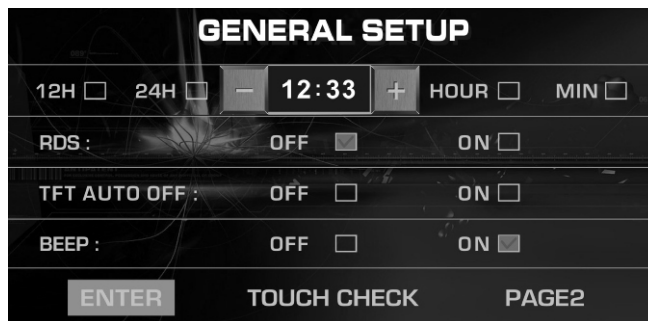 GENERAL SETUP
12H 24H - 12:33 + HOUR MIN
RDS : OFF ON
TFT AUTO OFF : OFF ON
BEEP : OFF ON
ENTER TOUCH CHECK PAGE2